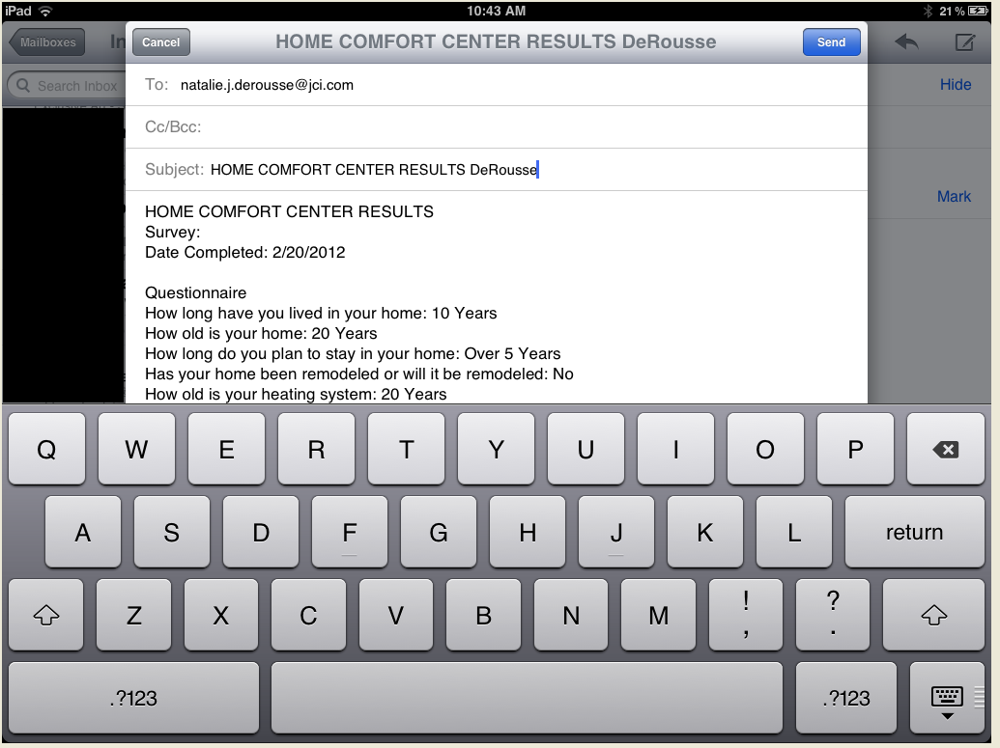 iPad 10:43 AM 21%
Mailboxes In Cancel HOME COMFORT CENTER RESULTS DeRousse Send
Search Inbox
To: natalie.j.derousse@jci.com
Hide
Cc/Bcc:
Subject: HOME COMFORT CENTER RESULTS DeRousse
Mark
HOME COMFORT CENTER RESULTS
Survey:
Date Completed: 2/20/2012
Questionnaire
How long have you lived in your home: 10 Years
How old is your home: 20 Years
How long do you plan to stay in your home: Over 5 Years
Has your home been remodeled or will it be remodeled: No
How old is your heating system: 20 Years
Q W E R T Y U I O P
A S D F G H J K L return
Z X C V B N M ! , ? .
.?123 .?123